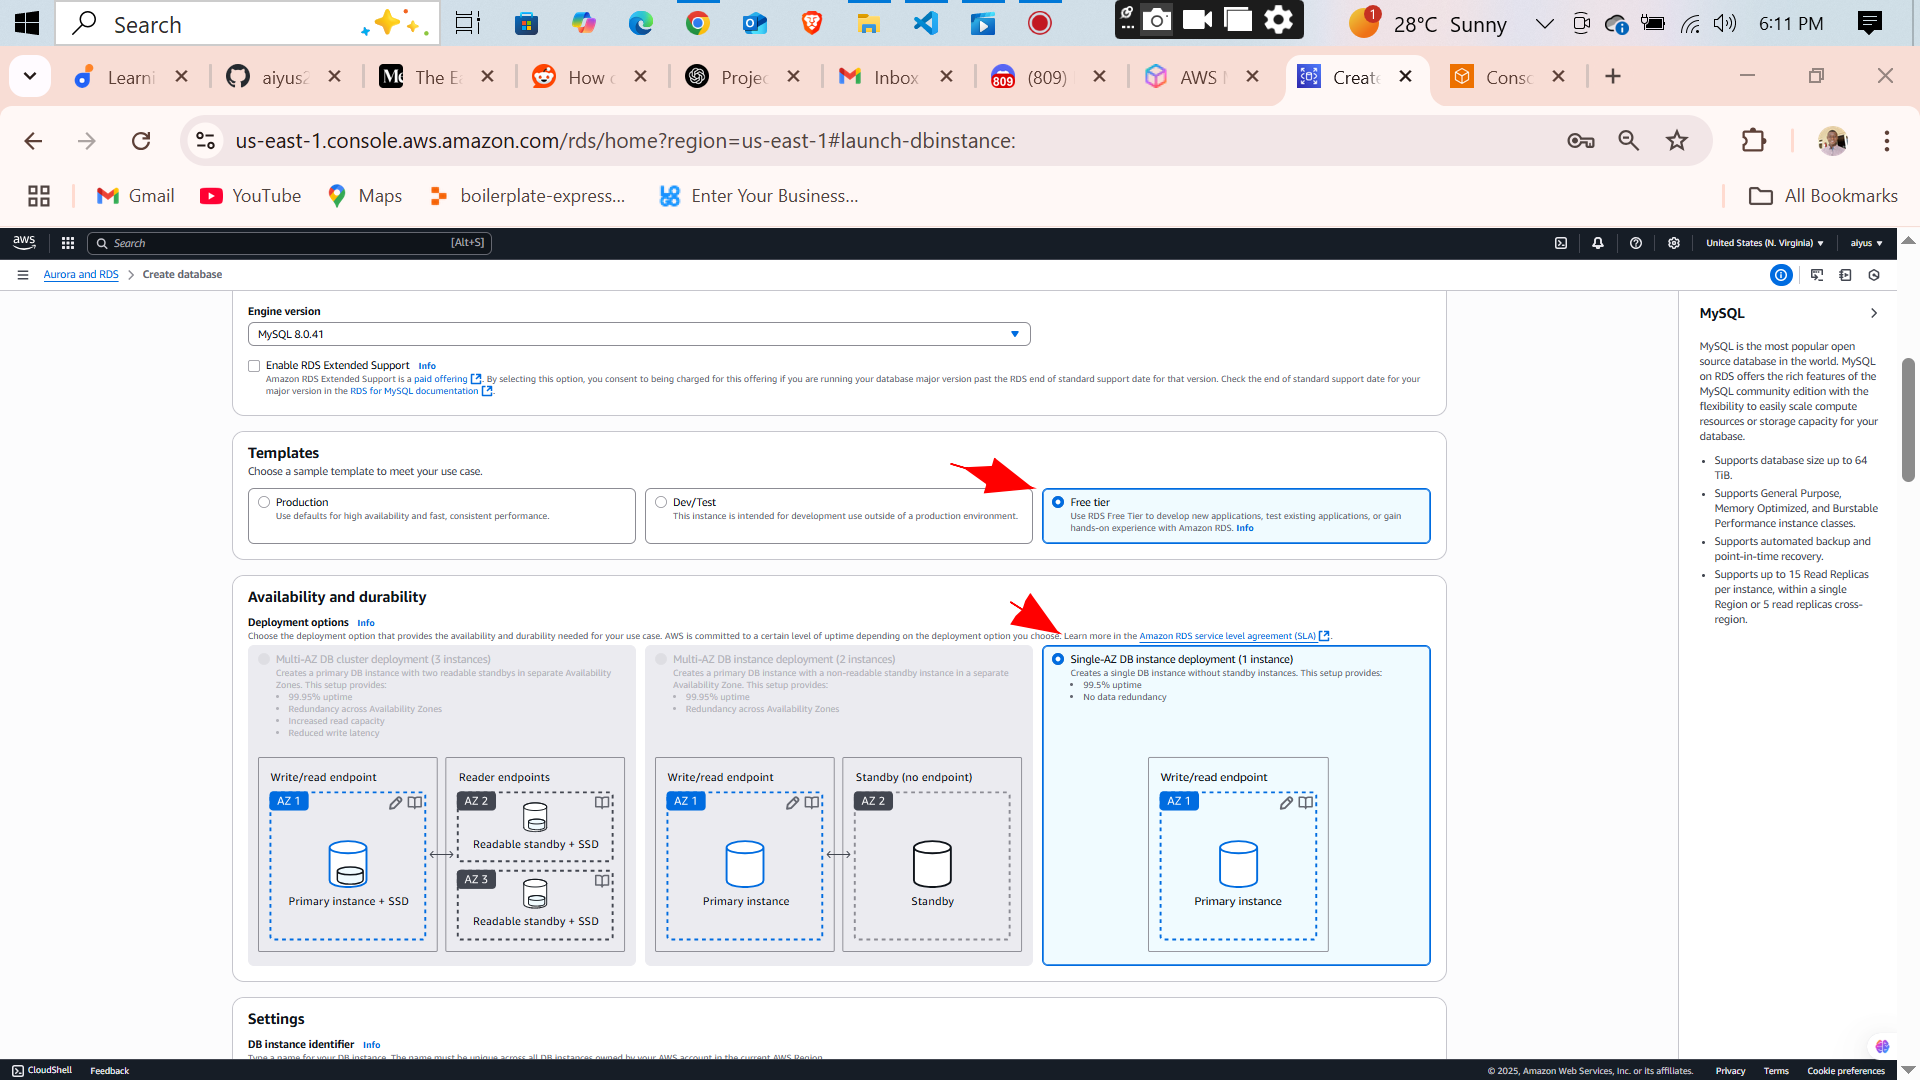 Search
28°C Sunny
6:11 PM
Learni
aiyus2
The Ea
How c
Projec
Inbox
(809)
AWS
Create
Consc
us-east-1.console.aws.amazon.com/rds/home?region=us-east-1#launch-dbinstance:
Gmail
YouTube
Maps
boilerplate-express...
Enter Your Business...
All Bookmarks
aws
Search
[Alt+S]
United States (N. Virginia)
aiyus
Aurora and RDS
Create database
Engine version
MySQL 8.0.41
Enable RDS Extended Support Info
Amazon RDS Extended Support is a paid offering. By selecting this option, you consent to being charged for this offering if you are running your database major version past the RDS end of standard support date for that version. Check the end of standard support date for your
major version in the RDS for MySQL documentation.
Templates
Choose a sample template to meet your use case.
Production
Use defaults for high availability and fast, consistent performance.
Dev/Test
This instance is intended for development use outside of a production environment.
Free tier
Use RDS Free Tier to develop new applications, test existing applications, or gain
hands-on experience with Amazon RDS. Info
Availability and durability
Deployment options Info
Choose the deployment option that provides the availability and durability needed for your use case. AWS is committed to a certain level of uptime depending on the deployment option you choose. Learn more in the Amazon RDS service level agreement (SLA).
Multi-AZ DB cluster deployment (3 instances)
Creates a primary DB instance with two readable standbys in separate Availability
Zones. This setup provides:
• 99.95% uptime
• Redundancy across Availability Zones
• Increased read capacity
• Reduced write latency
Write/read endpoint
AZ 1
Primary instance + SSD
Reader endpoints
AZ 2
Readable standby + SSD
AZ 3
Readable standby + SSD
Multi-AZ DB instance deployment (2 instances)
Creates a primary DB instance with a non-readable standby instance in a separate
Availability Zone. This setup provides:
• 99.95% uptime
• Redundancy across Availability Zones
Write/read endpoint
AZ 1
Primary instance
Standby (no endpoint)
AZ 2
Standby
Single-AZ DB instance deployment (1 instance)
Creates a single DB instance without standby instances. This setup provides:
• 99.5% uptime
• No data redundancy
Write/read endpoint
AZ 1
Primary instance
Settings
DB instance identifier Info
Type a name for your DB instance. The name must be unique across all DB instances owned by your AWS account in the current AWS Region.
MySQL
MySQL is the most popular open
source database in the world. MySQL
on RDS offers the rich features of the
MySQL community edition with the
flexibility to easily scale compute
resources or storage capacity for your
database.
• Supports database size up to 64
TiB.
• Supports General Purpose,
Memory Optimized, and Burstable
Performance instance classes.
• Supports automated backup and
point-in-time recovery.
• Supports up to 15 Read Replicas
per instance, within a single
Region or 5 read replicas cross-
region.
CloudShell
Feedback
© 2025, Amazon Web Services, Inc. or its affiliates.
Privacy
Terms
Cookie preferences